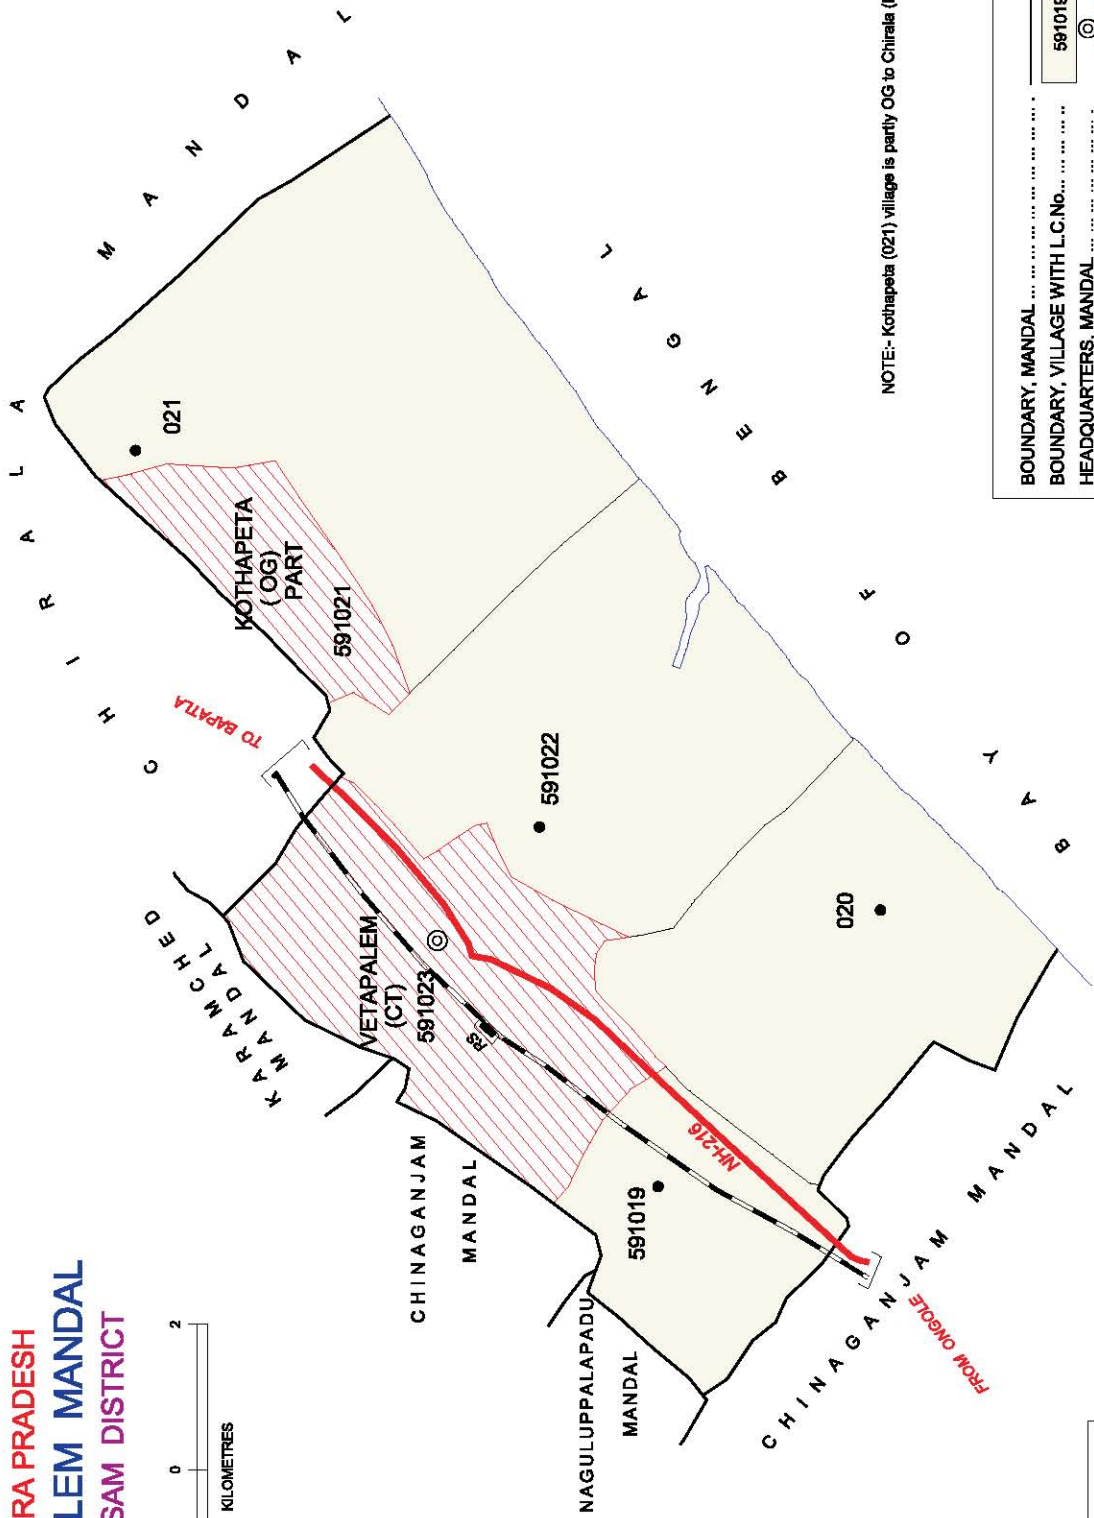 RA PRADESH
LEM MANDAL
SAM DISTRICT
0 2
KILOMETRES
CHIRALA MANDAL
KARAMCHED
MANDAL
CHINAGANJAM
MANDAL
NAGULUPPALAPADU
MANDAL
CHINAGANJAM MANDAL
BAY OF BENGAL
TO BAPATLA
FROM ONGOLE
NH-216
RS
021
KOTHAPETA
(OG)
PART
591021
591022
VETAPALEM
(CT)
591023
020
591019
NOTE:- Kothapeta (021) village is partly OG to Chirala (
BOUNDARY, MANDAL ... ... ... ... ... ... ... ... ... .
BOUNDARY, VILLAGE WITH L.C.No... ... ... ... .. 591019
HEADQUARTERS, MANDAL ... ... ... ... ... ... .